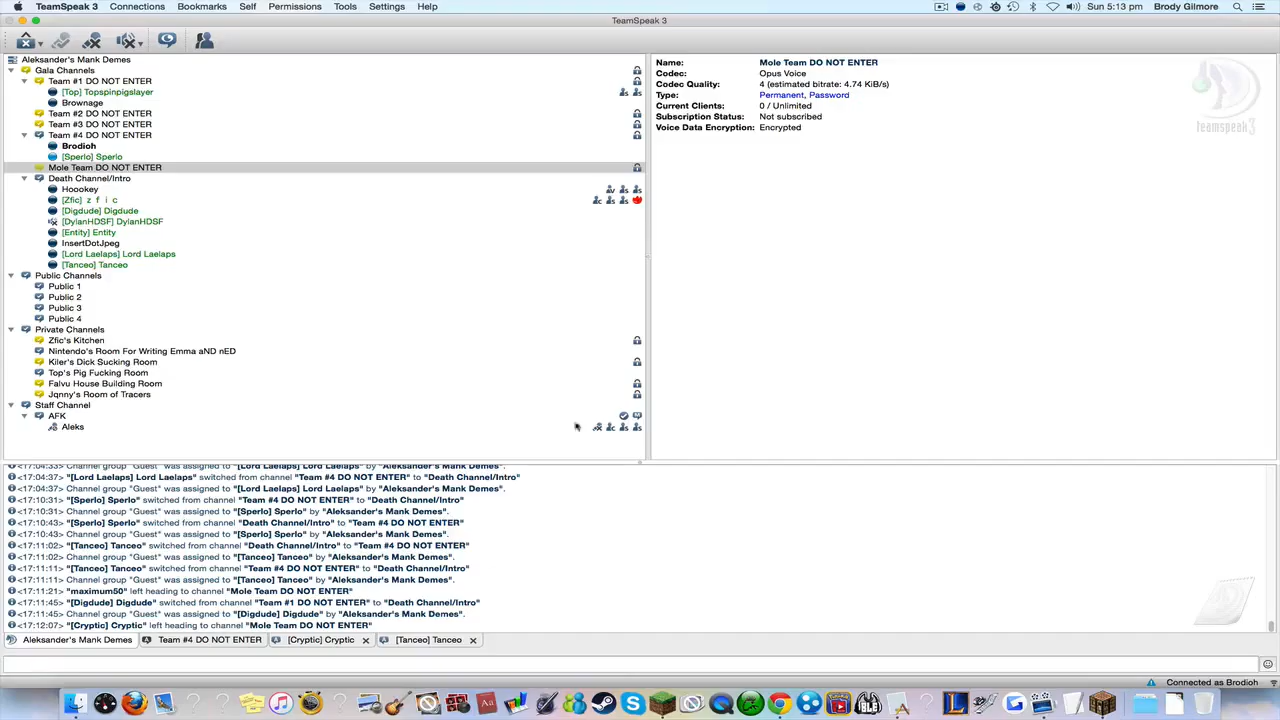 TeamSpeak 3 Connections Bookmarks Self Permissions Tools Settings Help Sun 5:13 pm Brody Gilmore
TeamSpeak 3
Aleksander's Mank Demes
Gala Channels
Team #1 DO NOT ENTER
[Top] Topspinpigslayer
Brownage
Team #2 DO NOT ENTER
Team #3 DO NOT ENTER
Team #4 DO NOT ENTER
Brodioh
[Sperlo] Sperlo
Mole Team DO NOT ENTER
Death Channel/Intro
Hoookey
[Zfic] z f i c
[Digdude] Digdude
[DylanHDSF] DylanHDSF
[Entity] Entity
InsertDotJpeg
[Lord Laelaps] Lord Laelaps
[Tanceo] Tanceo
Public Channels
Public 1
Public 2
Public 3
Public 4
Private Channels
Zfic's Kitchen
Nintendo's Room For Writing Emma aND nED
Kiler's Dick Sucking Room
Top's Pig Fucking Room
Falvu House Building Room
Jqnny's Room of Tracers
Staff Channel
AFK
Aleks
Name: Mole Team DO NOT ENTER
Codec: Opus Voice
Codec Quality: 4 (estimated bitrate: 4.74 KiB/s)
Type: Permanent, Password
Current Clients: 0 / Unlimited
Subscription Status: Not subscribed
Voice Data Encryption: Encrypted
teamspeak3
<17:04:33> Channel group "Guest" was assigned to "[Lord Laelaps] Lord Laelaps" by "Aleksander's Mank Demes".
<17:04:37> "[Lord Laelaps] Lord Laelaps" switched from channel "Team #4 DO NOT ENTER" to "Death Channel/Intro"
<17:04:37> Channel group "Guest" was assigned to "[Lord Laelaps] Lord Laelaps" by "Aleksander's Mank Demes".
<17:10:31> "[Sperlo] Sperlo" switched from channel "Team #4 DO NOT ENTER" to "Death Channel/Intro"
<17:10:31> Channel group "Guest" was assigned to "[Sperlo] Sperlo" by "Aleksander's Mank Demes".
<17:10:43> "[Sperlo] Sperlo" switched from channel "Death Channel/Intro" to "Team #4 DO NOT ENTER"
<17:10:43> Channel group "Guest" was assigned to "[Sperlo] Sperlo" by "Aleksander's Mank Demes".
<17:11:02> "[Tanceo] Tanceo" switched from channel "Death Channel/Intro" to "Team #4 DO NOT ENTER"
<17:11:02> Channel group "Guest" was assigned to "[Tanceo] Tanceo" by "Aleksander's Mank Demes".
<17:11:11> "[Tanceo] Tanceo" switched from channel "Team #4 DO NOT ENTER" to "Death Channel/Intro"
<17:11:11> Channel group "Guest" was assigned to "[Tanceo] Tanceo" by "Aleksander's Mank Demes".
<17:11:21> "maximum50" left heading to channel "Mole Team DO NOT ENTER"
<17:11:45> "[Digdude] Digdude" switched from channel "Team #1 DO NOT ENTER" to "Death Channel/Intro"
<17:11:45> Channel group "Guest" was assigned to "[Digdude] Digdude" by "Aleksander's Mank Demes".
<17:12:07> "[Cryptic] Cryptic" left heading to channel "Mole Team DO NOT ENTER"
Aleksander's Mank Demes Team #4 DO NOT ENTER [Cryptic] Cryptic [Tanceo] Tanceo
Connected as Brodioh